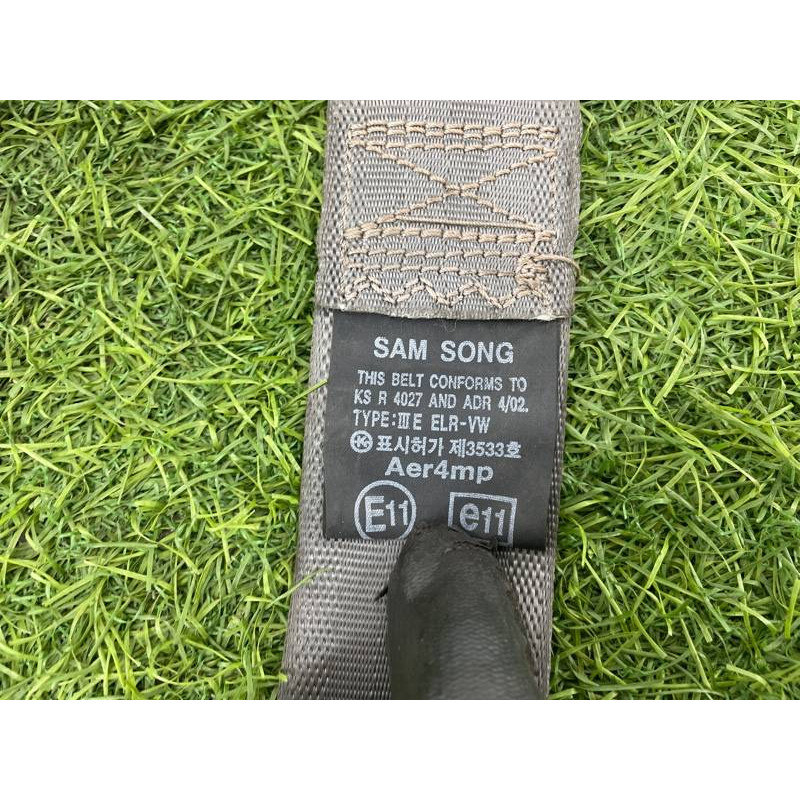 SAM SONG
THIS BELT CONFORMS TO
KS R 4027 AND ADR 4/02.
TYPE:ⅢE ELR-VW
Ⓚ 표시허가 제3533호
Aer4mp
E11 e11